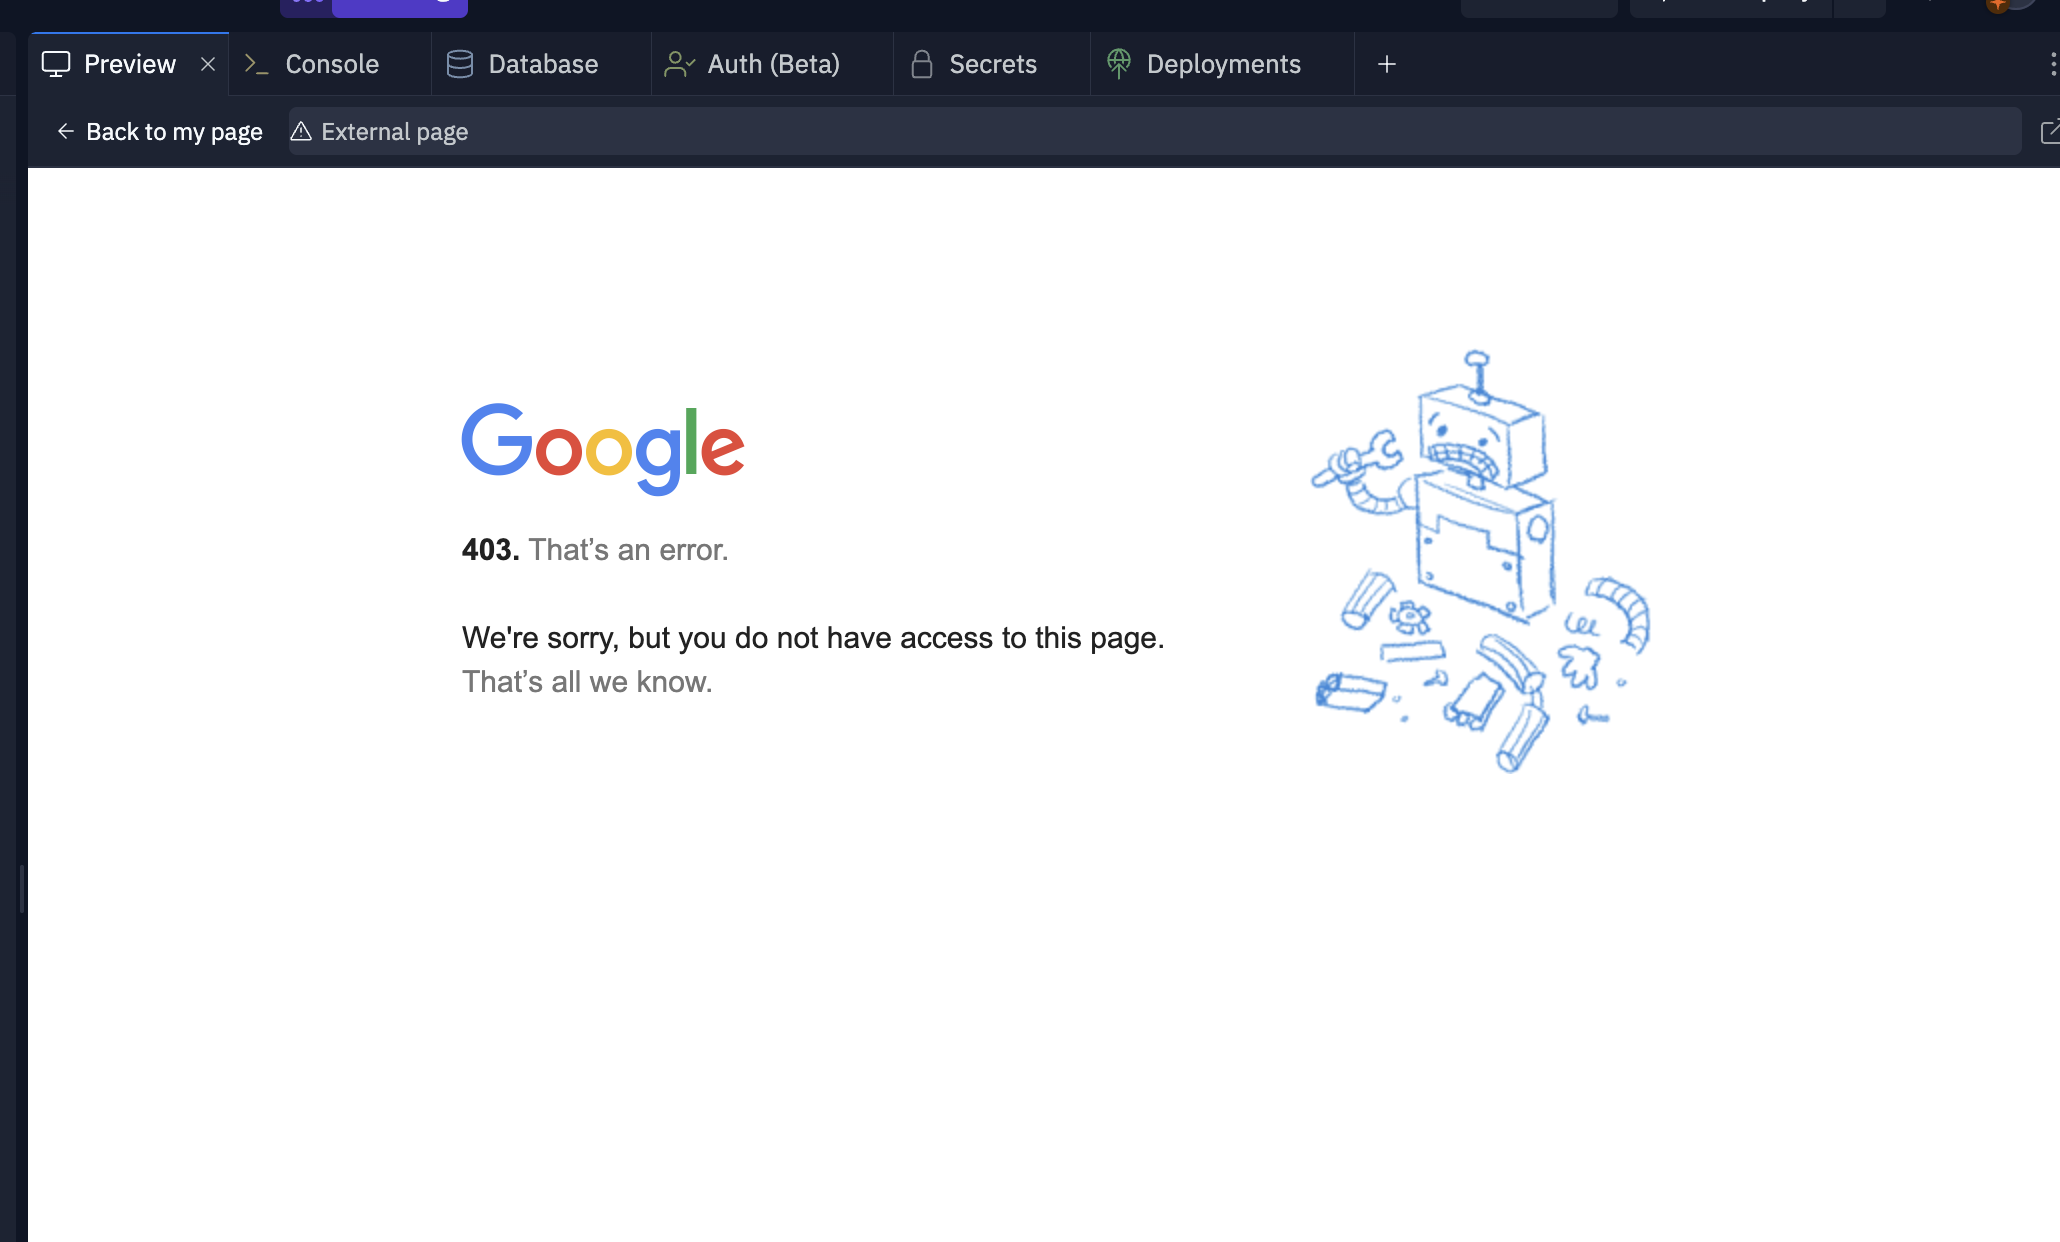 Preview
Console
Database
Auth (Beta)
Secrets
Deployments
Back to my page
External page
Google
403. That’s an error.
We're sorry, but you do not have access to this page.
That’s all we know.